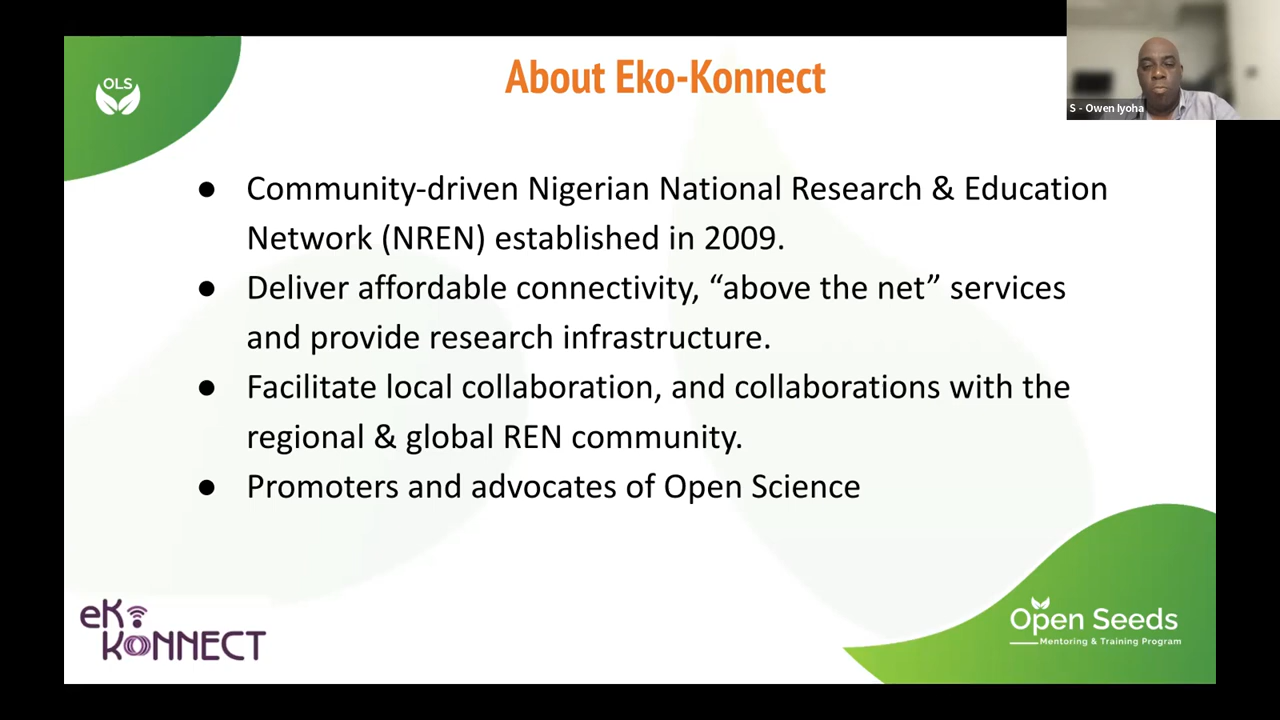 OLS
About Eko-Konnect
S - Owen Iyoha
● Community-driven Nigerian National Research & Education
Network (NREN) established in 2009.
● Deliver affordable connectivity, “above the net” services
and provide research infrastructure.
● Facilitate local collaboration, and collaborations with the
regional & global REN community.
● Promoters and advocates of Open Science
eko
KONNECT
Open Seeds
Mentoring & Training Program